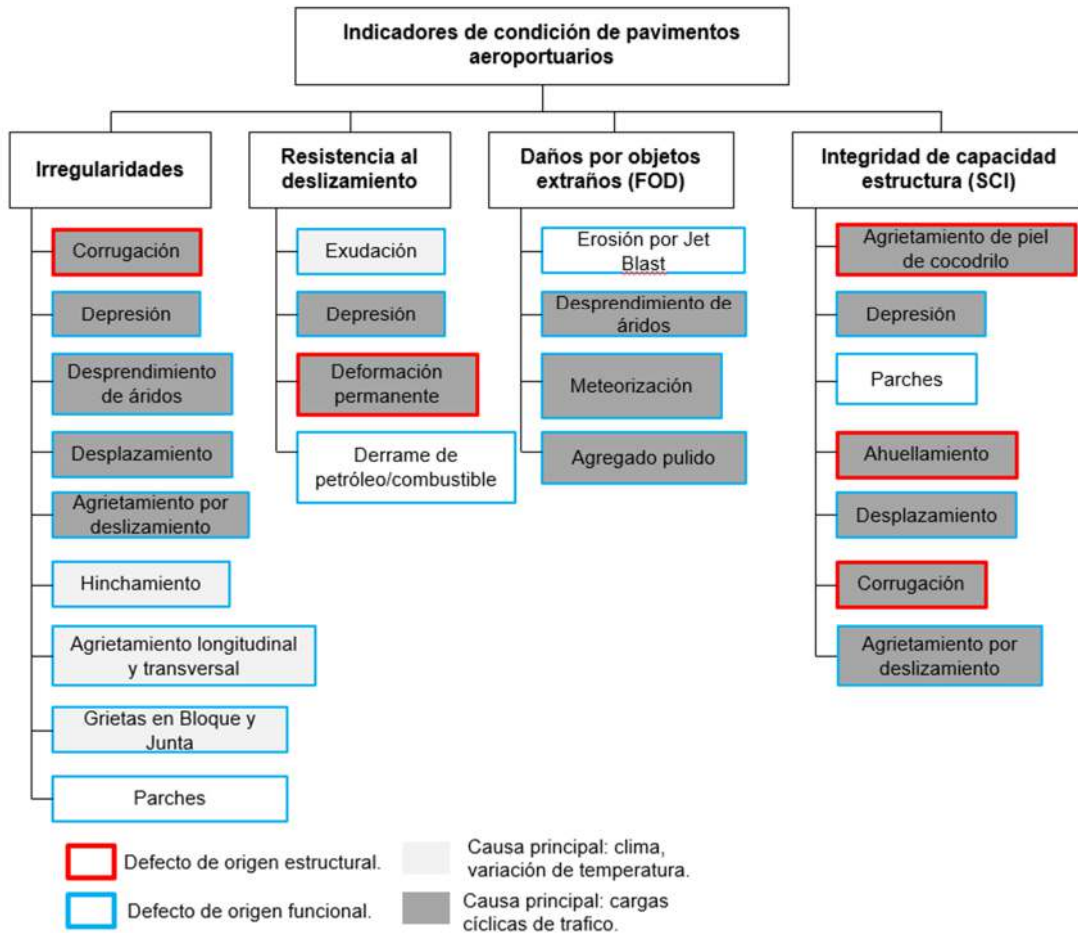 Indicadores de condición de pavimentos
aeroportuarios
Irregularidades
Corrugación
Depresión
Desprendimiento
de áridos
Desplazamiento
Agrietamiento por
deslizamiento
Hinchamiento
Agrietamiento longitudinal
y transversal
Grietas en Bloque y
Junta
Parches
Resistencia al
deslizamiento
Exudación
Depresión
Deformación
permanente
Derrame de
petróleo/combustible
Daños por objetos
extraños (FOD)
Erosión por Jet
Blast
Desprendimiento de
áridos
Meteorización
Agregado pulido
Integridad de capacidad
estructura (SCI)
Agrietamiento de piel
de cocodrilo
Depresión
Parches
Ahuellamiento
Desplazamiento
Corrugación
Agrietamiento por
deslizamiento
Defecto de origen estructural.
Defecto de origen funcional.
Causa principal: clima,
variación de temperatura.
Causa principal: cargas
cíclicas de trafico.